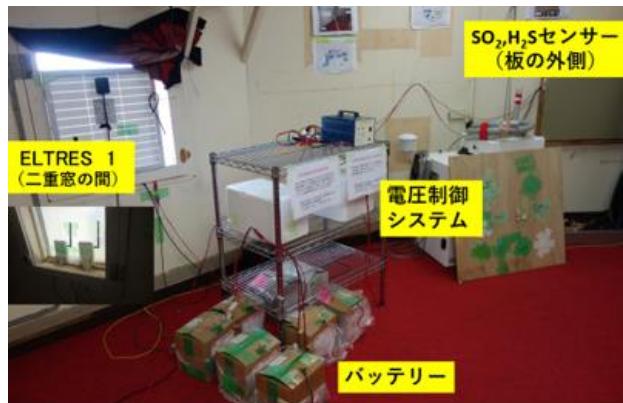 SO₂,H₂Sセンサー
(板の外側)
ELTRES 1
(二重窓の間)
電圧制御
システム
バッテリー